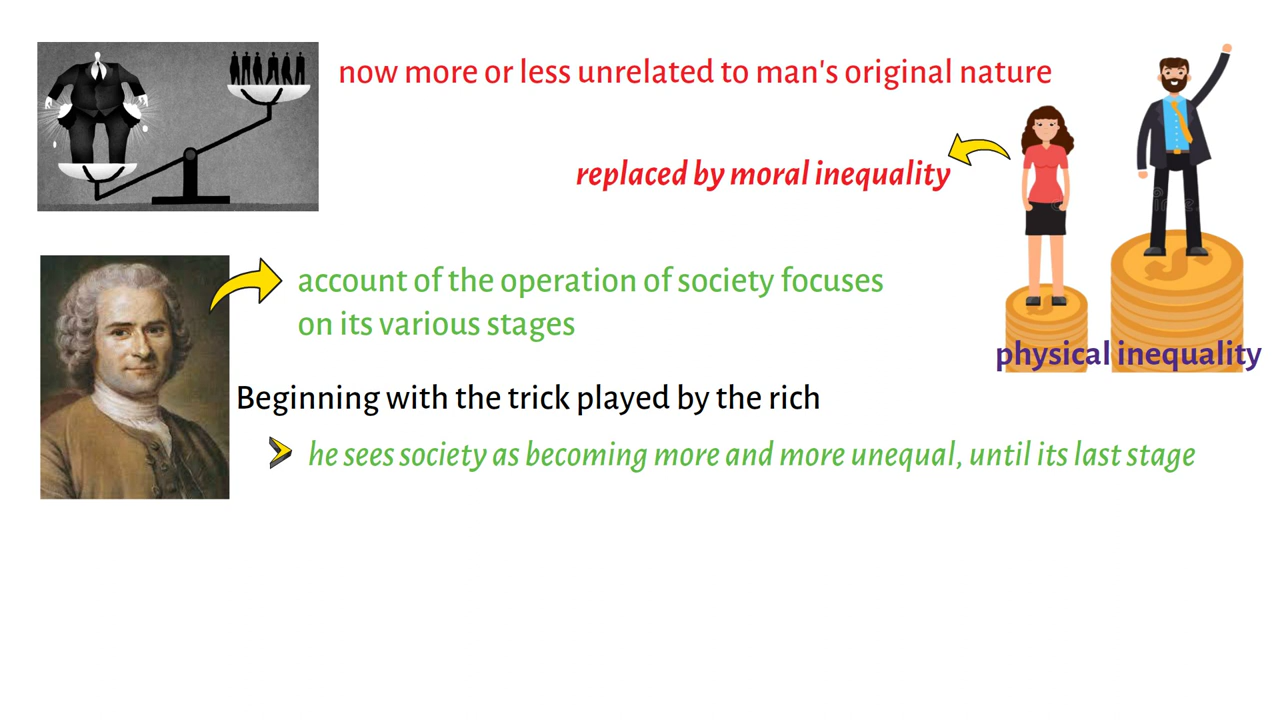 now more or less unrelated to man's original nature
replaced by moral inequality
physical inequality
account of the operation of society focuses
on its various stages
Beginning with the trick played by the rich
he sees society as becoming more and more unequal, until its last stage